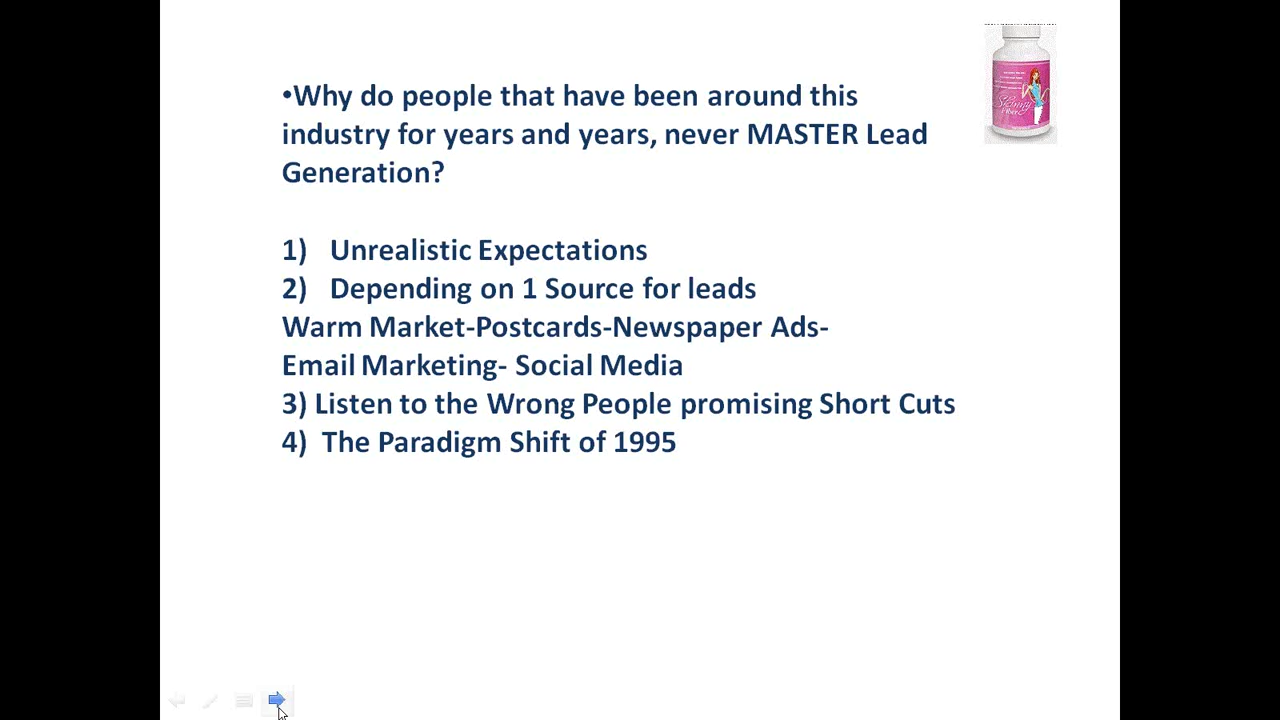 •Why do people that have been around this
industry for years and years, never MASTER Lead
Generation?
1) Unrealistic Expectations
2) Depending on 1 Source for leads
Warm Market-Postcards-Newspaper Ads-
Email Marketing- Social Media
3) Listen to the Wrong People promising Short Cuts
4) The Paradigm Shift of 1995
Skinny
Fiber